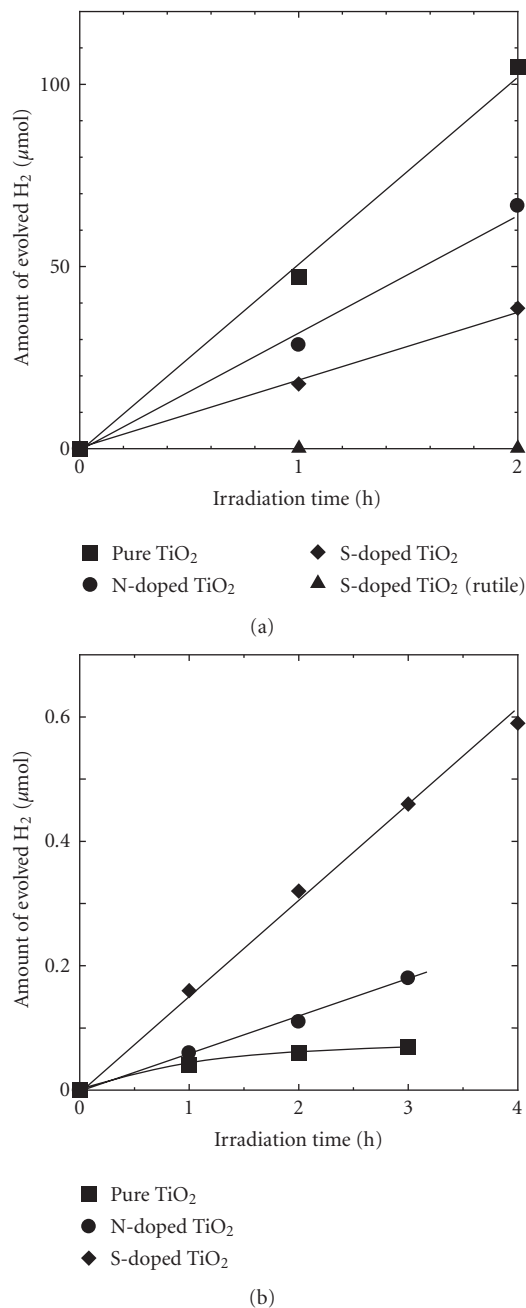 100
50
0
0
1
2
Amount of evolved H₂ (μmol)
Irradiation time (h)
Pure TiO₂
N-doped TiO₂
S-doped TiO₂
S-doped TiO₂ (rutile)
(a)
0.6
0.4
0.2
0
0
1
2
3
4
Amount of evolved H₂ (μmol)
Irradiation time (h)
Pure TiO₂
N-doped TiO₂
S-doped TiO₂
(b)